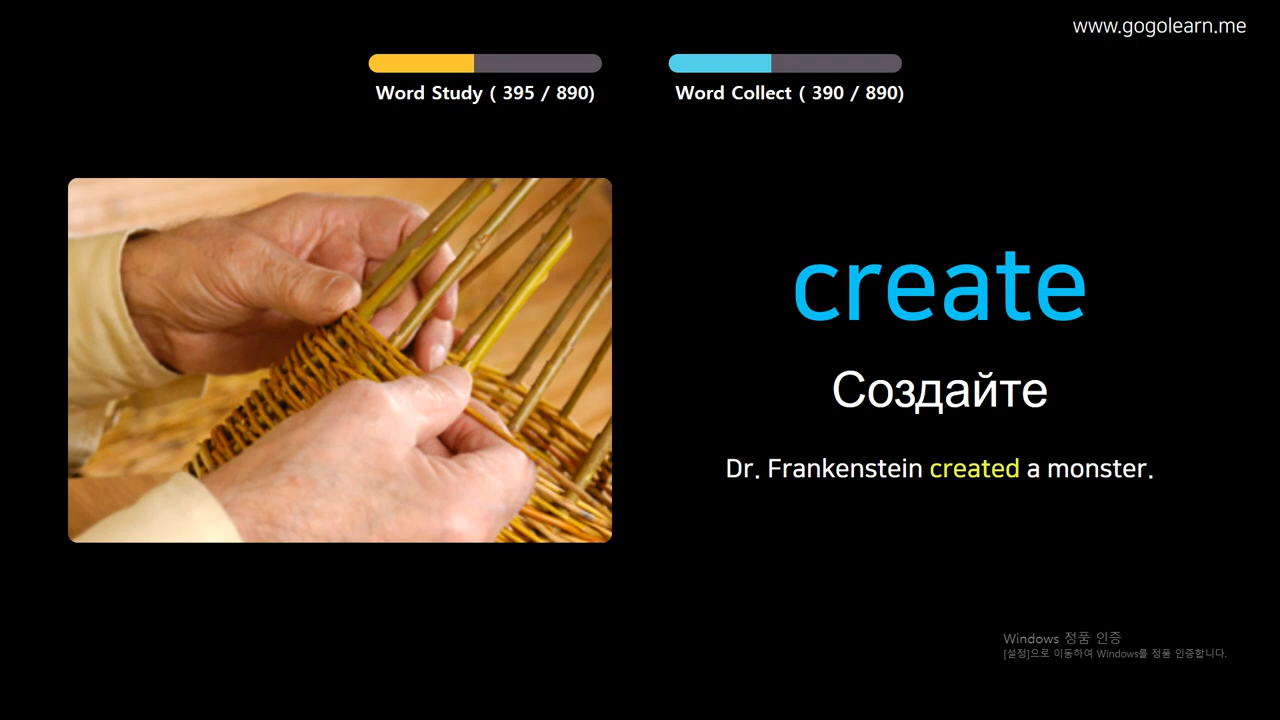 www.gogolearn.me
Word Study ( 395 / 890)
Word Collect ( 390 / 890)
create
Создайте
Dr. Frankenstein created a monster.
Windows 정품 인증
[설정]으로 이동하여 Windows를 정품 인증합니다.